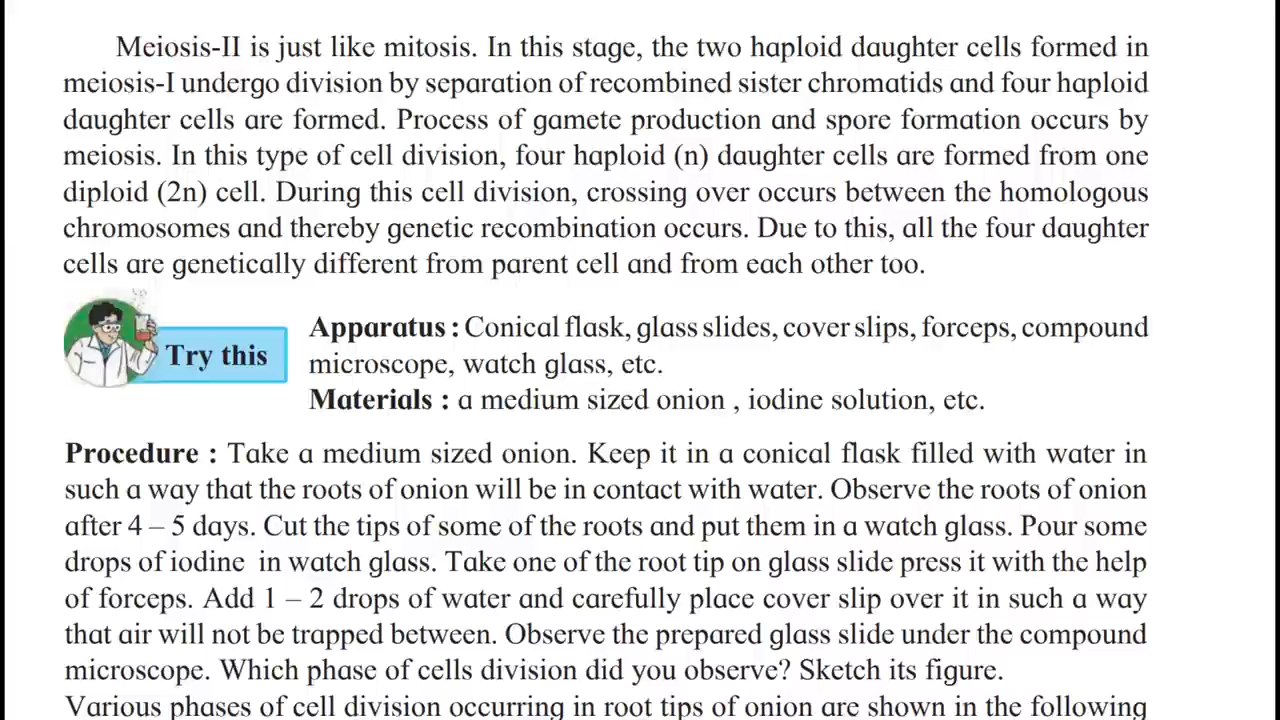 Meiosis-II is just like mitosis. In this stage, the two haploid daughter cells formed in
meiosis-I undergo division by separation of recombined sister chromatids and four haploid
daughter cells are formed. Process of gamete production and spore formation occurs by
meiosis. In this type of cell division, four haploid (n) daughter cells are formed from one
diploid (2n) cell. During this cell division, crossing over occurs between the homologous
chromosomes and thereby genetic recombination occurs. Due to this, all the four daughter
cells are genetically different from parent cell and from each other too.
Try this
Apparatus : Conical flask, glass slides, cover slips, forceps, compound
microscope, watch glass, etc.
Materials : a medium sized onion , iodine solution, etc.
Procedure : Take a medium sized onion. Keep it in a conical flask filled with water in
such a way that the roots of onion will be in contact with water. Observe the roots of onion
after 4 – 5 days. Cut the tips of some of the roots and put them in a watch glass. Pour some
drops of iodine in watch glass. Take one of the root tip on glass slide press it with the help
of forceps. Add 1 – 2 drops of water and carefully place cover slip over it in such a way
that air will not be trapped between. Observe the prepared glass slide under the compound
microscope. Which phase of cells division did you observe? Sketch its figure.
Various phases of cell division occurring in root tips of onion are shown in the following